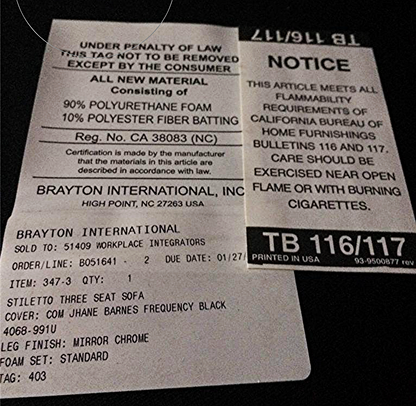 UNDER PENALTY OF LAW
THIS TAG NOT TO BE REMOVED
EXCEPT BY THE CONSUMER
ALL NEW MATERIAL
Consisting of
90% POLYURETHANE FOAM
10% POLYESTER FIBER BATTING
Reg. No. CA 38083 (NC)
Certification is made by the manufacturer
that the materials in this article are
described in accordance with law.
BRAYTON INTERNATIONAL, INC
HIGH POINT, NC 27263 USA
TB 116/117
NOTICE
THIS ARTICLE MEETS ALL
FLAMMABILITY
REQUIREMENTS OF
CALIFORNIA BUREAU OF
HOME FURNISHINGS
BULLETINS 116 AND 117.
CARE SHOULD BE
EXERCISED NEAR OPEN
FLAME OR WITH BURNING
CIGARETTES.
TB 116/117
PRINTED IN USA 93-9500877 rev
BRAYTON INTERNATIONAL
SOLD TO: 51409 WORKPLACE INTEGRATORS
ORDER/LINE: B051641 - 2 DUE DATE: 01/27/
ITEM: 347-3 QTY: 1
STILETTO THREE SEAT SOFA
COVER: COM JHANE BARNES FREQUENCY BLACK
4068-991U
LEG FINISH: MIRROR CHROME
FOAM SET: STANDARD
TAG: 403